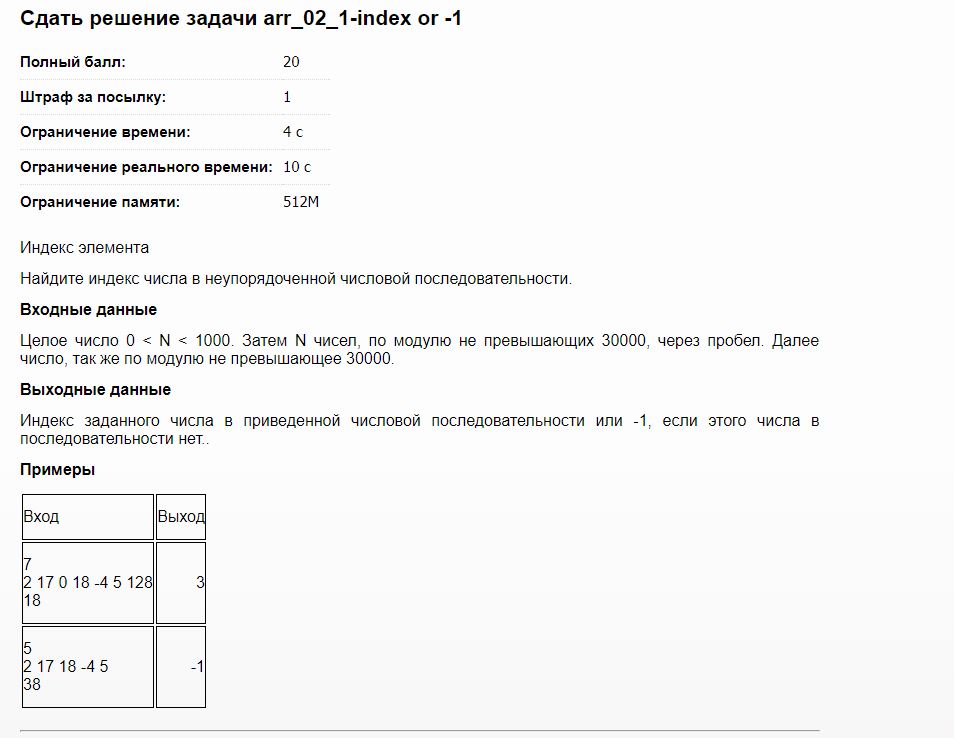 Сдать решение задачи arr_02_1-index or -1
Полный балл: 20
Штраф за посылку: 1
Ограничение времени: 4 с
Ограничение реального времени: 10 с
Ограничение памяти: 512M
Индекс элемента
Найдите индекс числа в неупорядоченной числовой последовательности.
Входные данные
Целое число 0 < N < 1000. Затем N чисел, по модулю не превышающих 30000, через пробел. Далее
число, так же по модулю не превышающее 30000.
Выходные данные
Индекс заданного числа в приведенной числовой последовательности или -1, если этого числа в
последовательности нет..
Примеры
Вход Выход
7
2 17 0 18 -4 5 128 3
18
5
2 17 18 -4 5 -1
38